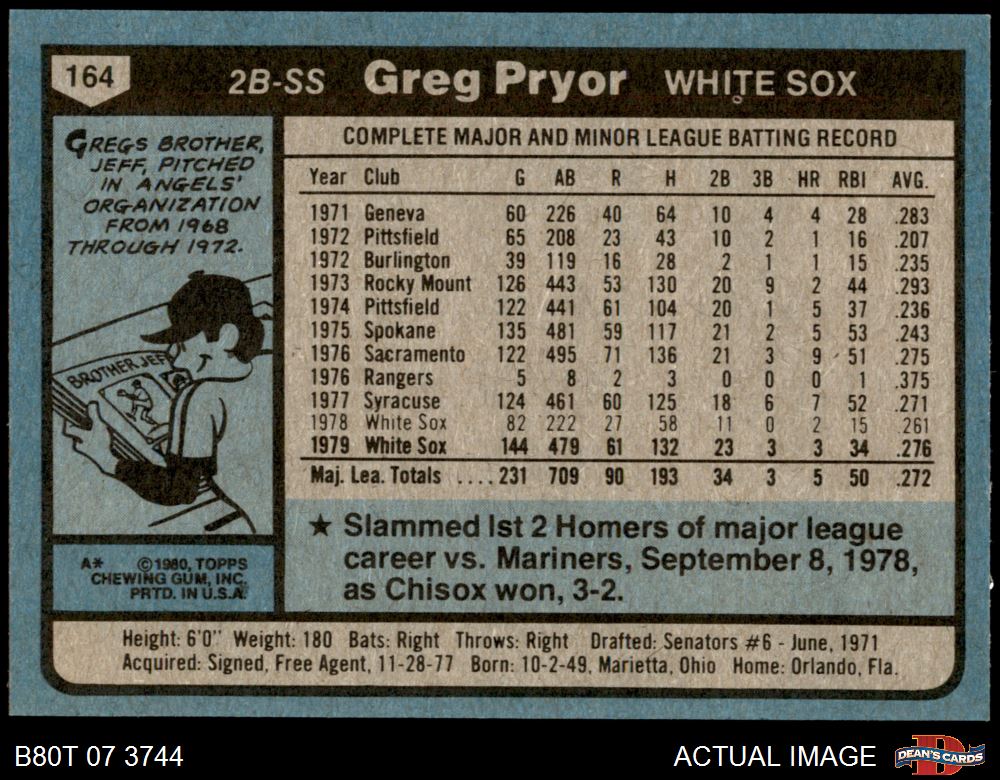 164 2B-SS Greg Pryor WHITE SOX
GREGS BROTHER,
JEFF, PITCHED
IN ANGELS'
ORGANIZATION
FROM 1968
THROUGH 1972.
BROTHER JEFF
A* ©1980, TOPPS
CHEWING GUM, INC.
PRTD. IN U.S.A.
COMPLETE MAJOR AND MINOR LEAGUE BATTING RECORD
Year Club G AB R H 2B 3B HR RBI AVG.
1971 Geneva 60 226 40 64 10 4 4 28 .283
1972 Pittsfield 65 208 23 43 10 2 1 16 .207
1972 Burlington 39 119 16 28 2 1 1 15 .235
1973 Rocky Mount 126 443 53 130 20 9 2 44 .293
1974 Pittsfield 122 441 61 104 20 1 5 37 .236
1975 Spokane 135 481 59 117 21 2 5 53 .243
1976 Sacramento 122 495 71 136 21 3 9 51 .275
1976 Rangers 5 8 2 3 0 0 0 1 .375
1977 Syracuse 124 461 60 125 18 6 7 52 .271
1978 White Sox 82 222 27 58 11 0 2 15 .261
1979 White Sox 144 479 61 132 23 3 3 34 .276
Maj. Lea. Totals .... 231 709 90 193 34 3 5 50 .272
★ Slammed lst 2 Homers of major league
career vs. Mariners, September 8, 1978,
as Chisox won, 3-2.
Height: 6'0" Weight: 180 Bats: Right Throws: Right Drafted: Senators #6 - June, 1971
Acquired: Signed, Free Agent, 11-28-77 Born: 10-2-49, Marietta, Ohio Home: Orlando, Fla.
B80T 07 3744 ACTUAL IMAGE DEAN'S CARDS